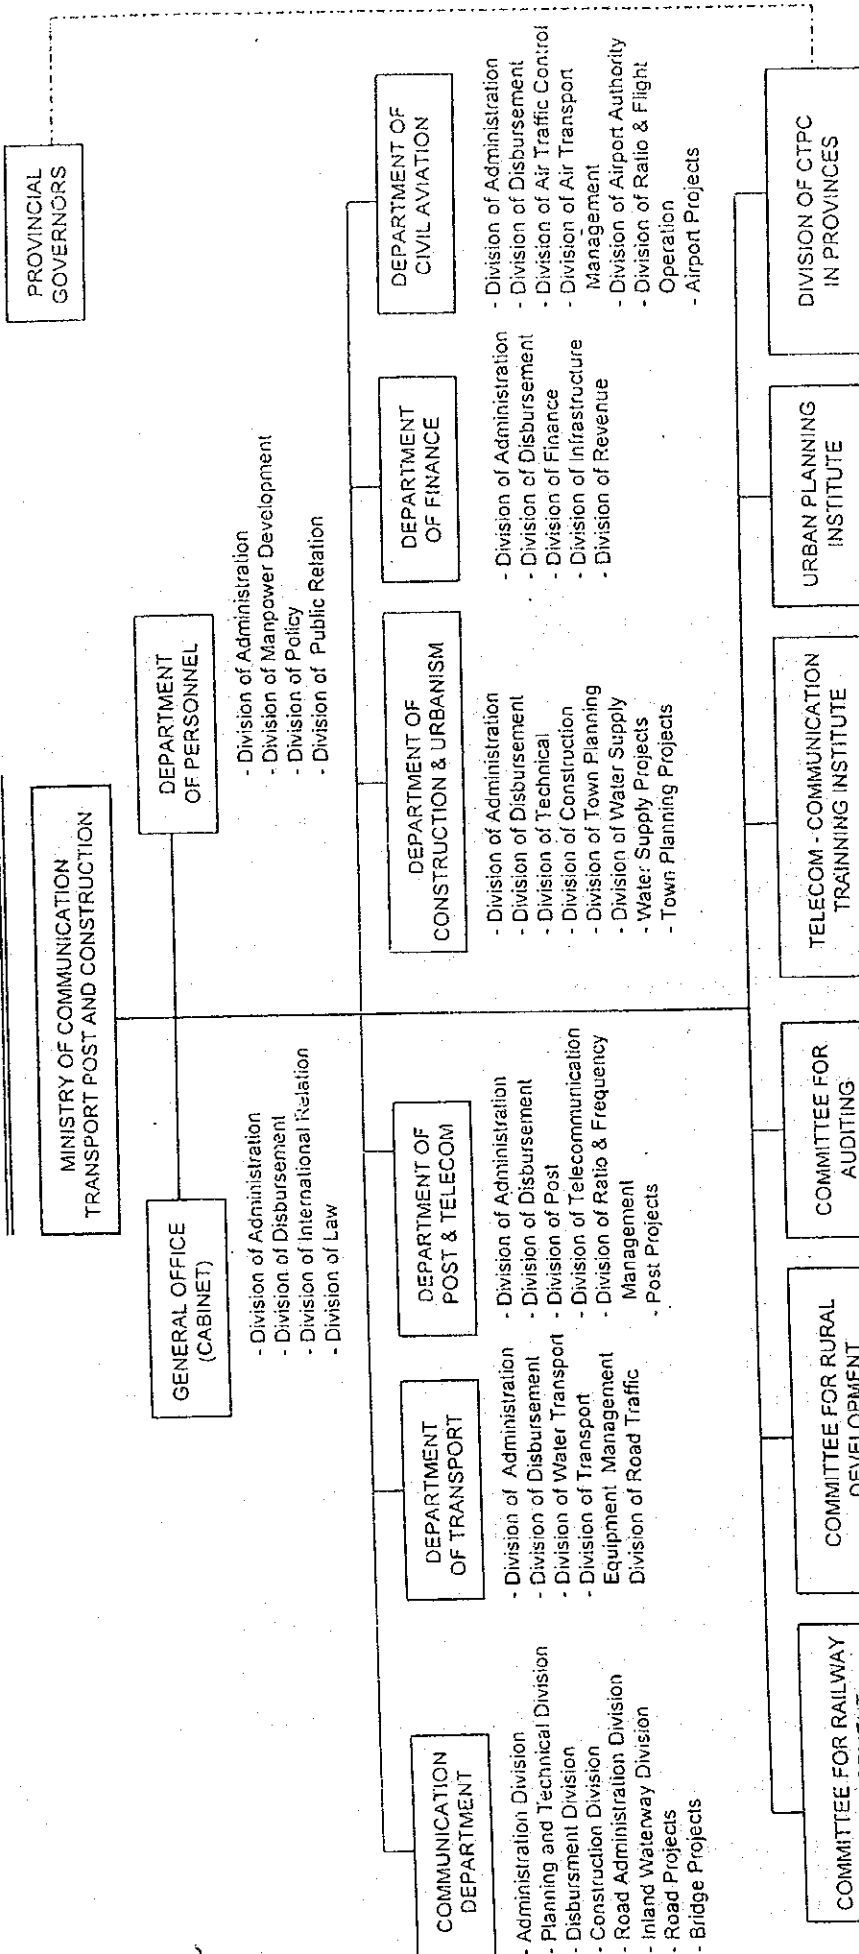 PROVINCIAL
GOVERNORS
MINISTRY OF COMMUNICATION
TRANSPORT POST AND CONSTRUCTION
GENERAL OFFICE
(CABINET)
- Division of Administration
- Division of Disbursement
- Division of International Relation
- Division of Law
DEPARTMENT
OF PERSONNEL
- Division of Administration
- Division of Manpower Development
- Division of Policy
- Division of Public Relation
COMMUNICATION
DEPARTMENT
- Administration Division
- Planning and Technical Division
- Disbursment Division
- Construction Division
- Road Administration Division
- Inland Waterway Division
- Road Projects
- Bridge Projects
DEPARTMENT
OF TRANSPORT
- Division of Administration
- Division of Disbursement
- Division of Water Transport
- Division of Transport
Equipment Management
Division of Road Traffic
DEPARTMENT OF
POST & TELECOM
- Division of Administration
- Division of Disbursement
- Division of Post
- Division of Telecommunication
- Division of Ratio & Frequency
Management
- Post Projects
DEPARTMENT OF
CONSTRUCTION & URBANISM
- Division of Administration
- Division of Disbursement
- Division of Technical
- Division of Construction
- Division of Town Planning
- Division of Water Supply
- Water Supply Projects
- Town Planning Projects
DEPARTMENT
OF FINANCE
- Division of Administration
- Division of Disbursement
- Division of Finance
- Division of Infrastructure
- Division of Revenue
DEPARTMENT OF
CIVIL AVIATION
- Division of Administration
- Division of Disbursement
- Division of Air Traffic Control
- Division of Air Transport
Management
- Division of Airport Authority
- Division of Ratio & Flight
Operation
- Airport Projects
COMMITTEE FOR RAILWAY
COMMITTEE FOR RURAL
DEVELOPMENT
COMMITTEE FOR
AUDITING
TELECOM - COMMUNICATION
TRAINNING INSTITUTE
URBAN PLANNING
INSTITUTE
DIVISION OF CTPC
IN PROVINCES